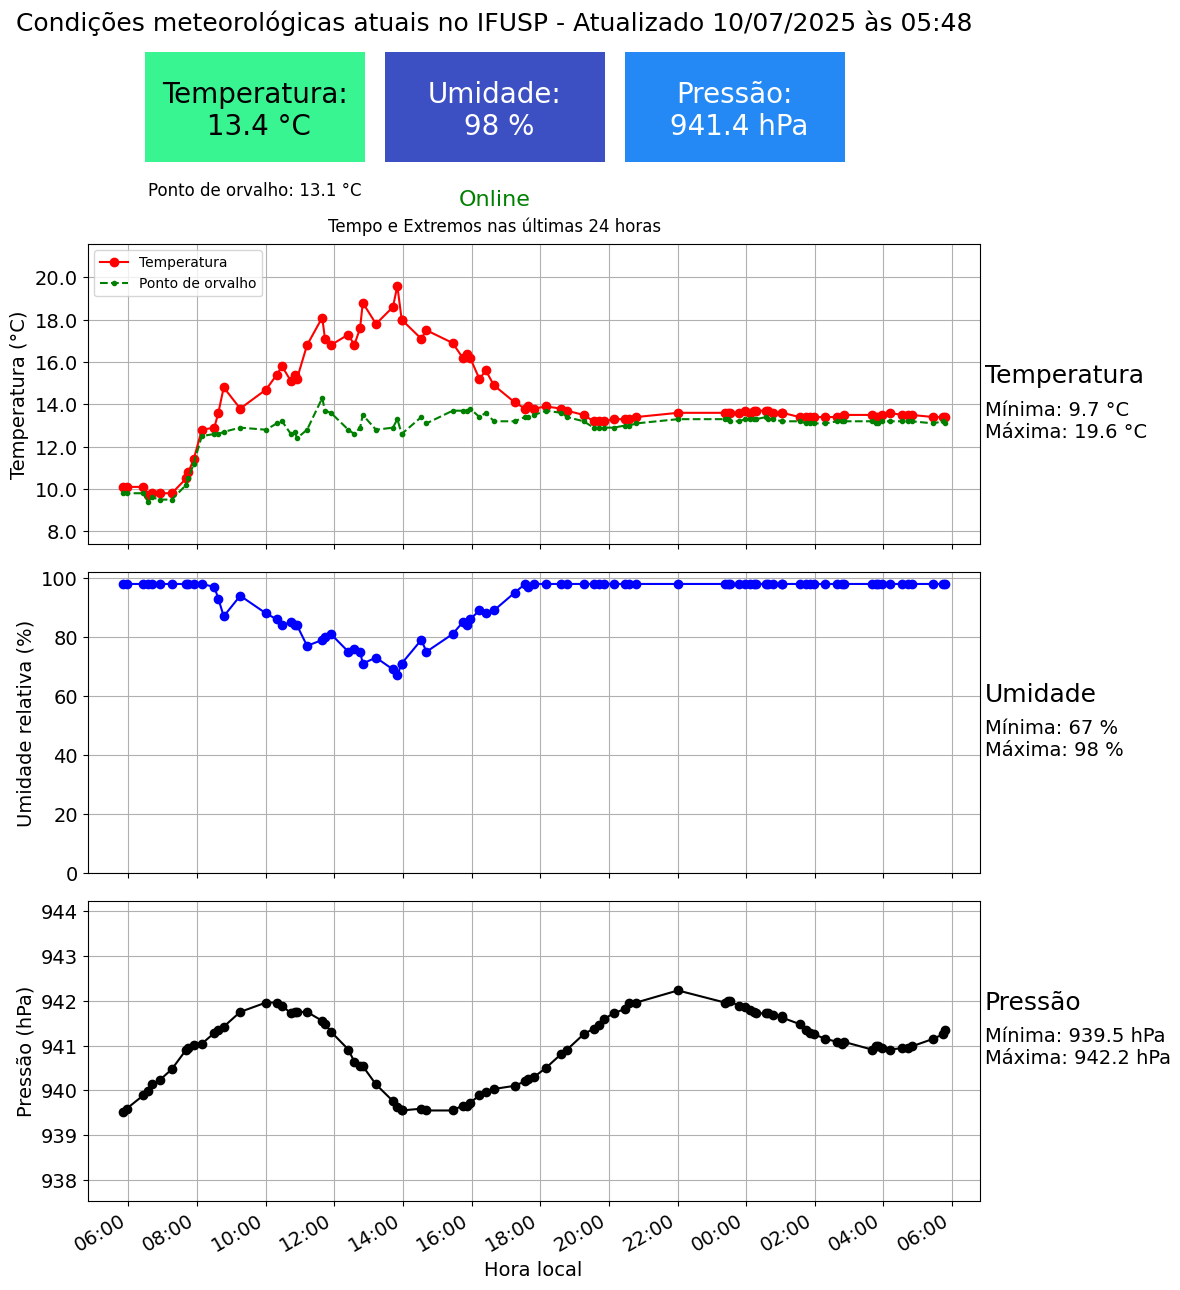 Condições meteorológicas atuais no IFUSP - Atualizado 10/07/2025 às 05:48
Temperatura:
13.4 °C
Umidade:
98 %
Pressão:
941.4 hPa
Ponto de orvalho: 13.1 °C
Online
Tempo e Extremos nas últimas 24 horas
Temperatura
Ponto de orvalho
Temperatura (°C)
20.0
18.0
16.0
14.0
12.0
10.0
8.0
Temperatura
Mínima: 9.7 °C
Máxima: 19.6 °C
Umidade relativa (%)
100
80
60
40
20
0
Umidade
Mínima: 67 %
Máxima: 98 %
Pressão (hPa)
944
943
942
941
940
939
938
Pressão
Mínima: 939.5 hPa
Máxima: 942.2 hPa
06:00
08:00
10:00
12:00
14:00
16:00
18:00
20:00
22:00
00:00
02:00
04:00
06:00
Hora local